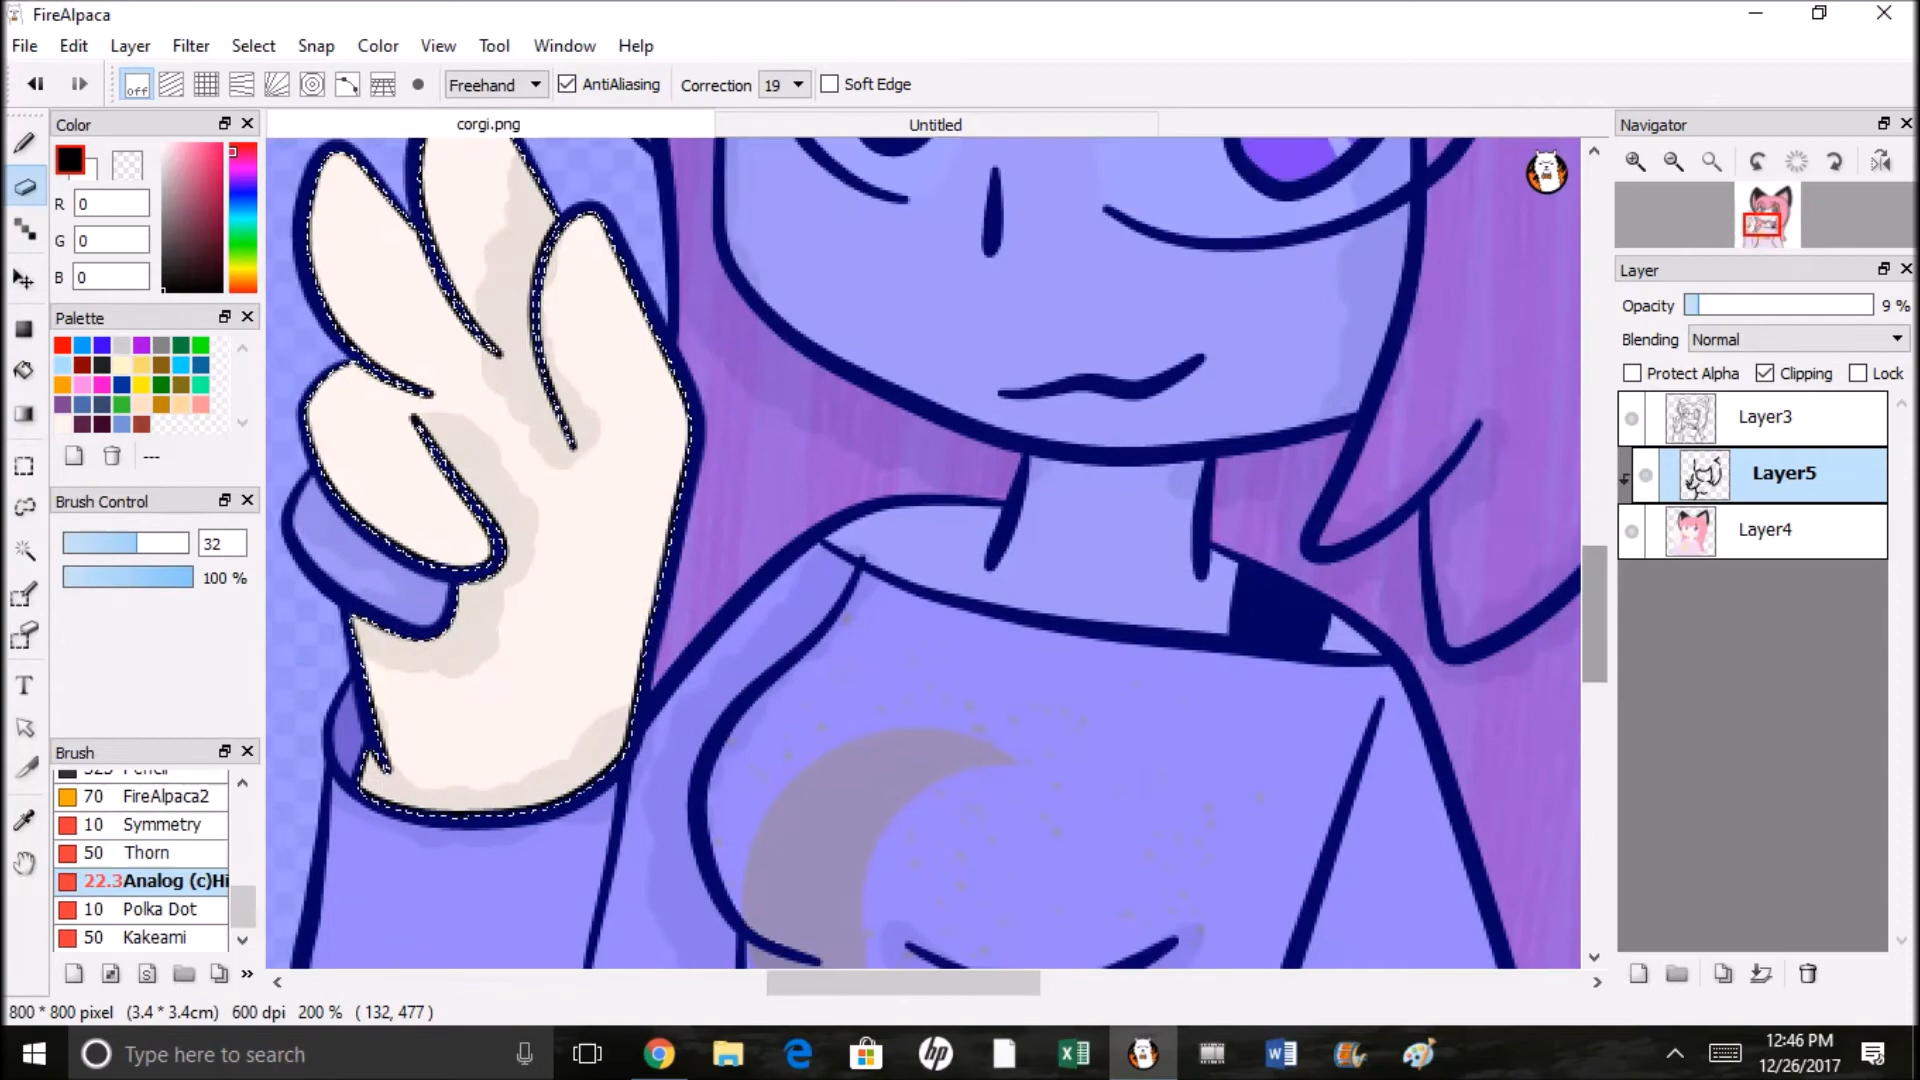 FireAlpaca
File Edit Layer Filter Select Snap Color View Tool Window Help
off Freehand AntiAliasing Correction 19 Soft Edge
Color corgi.png Untitled Navigator
R 0
G 0
B 0
Layer
Opacity 9 %
Blending Normal
Palette
Protect Alpha Clipping Lock
Layer3
Layer5
Layer4
---
Brush Control
32
100 %
T
Brush
70 FireAlpaca2
10 Symmetry
50 Thorn
22.3 Analog (c)Hi
10 Polka Dot
50 Kakeami
800 * 800 pixel (3.4 * 3.4cm) 600 dpi 200 % ( 132, 477 )
Type here to search
12:46 PM
12/26/2017